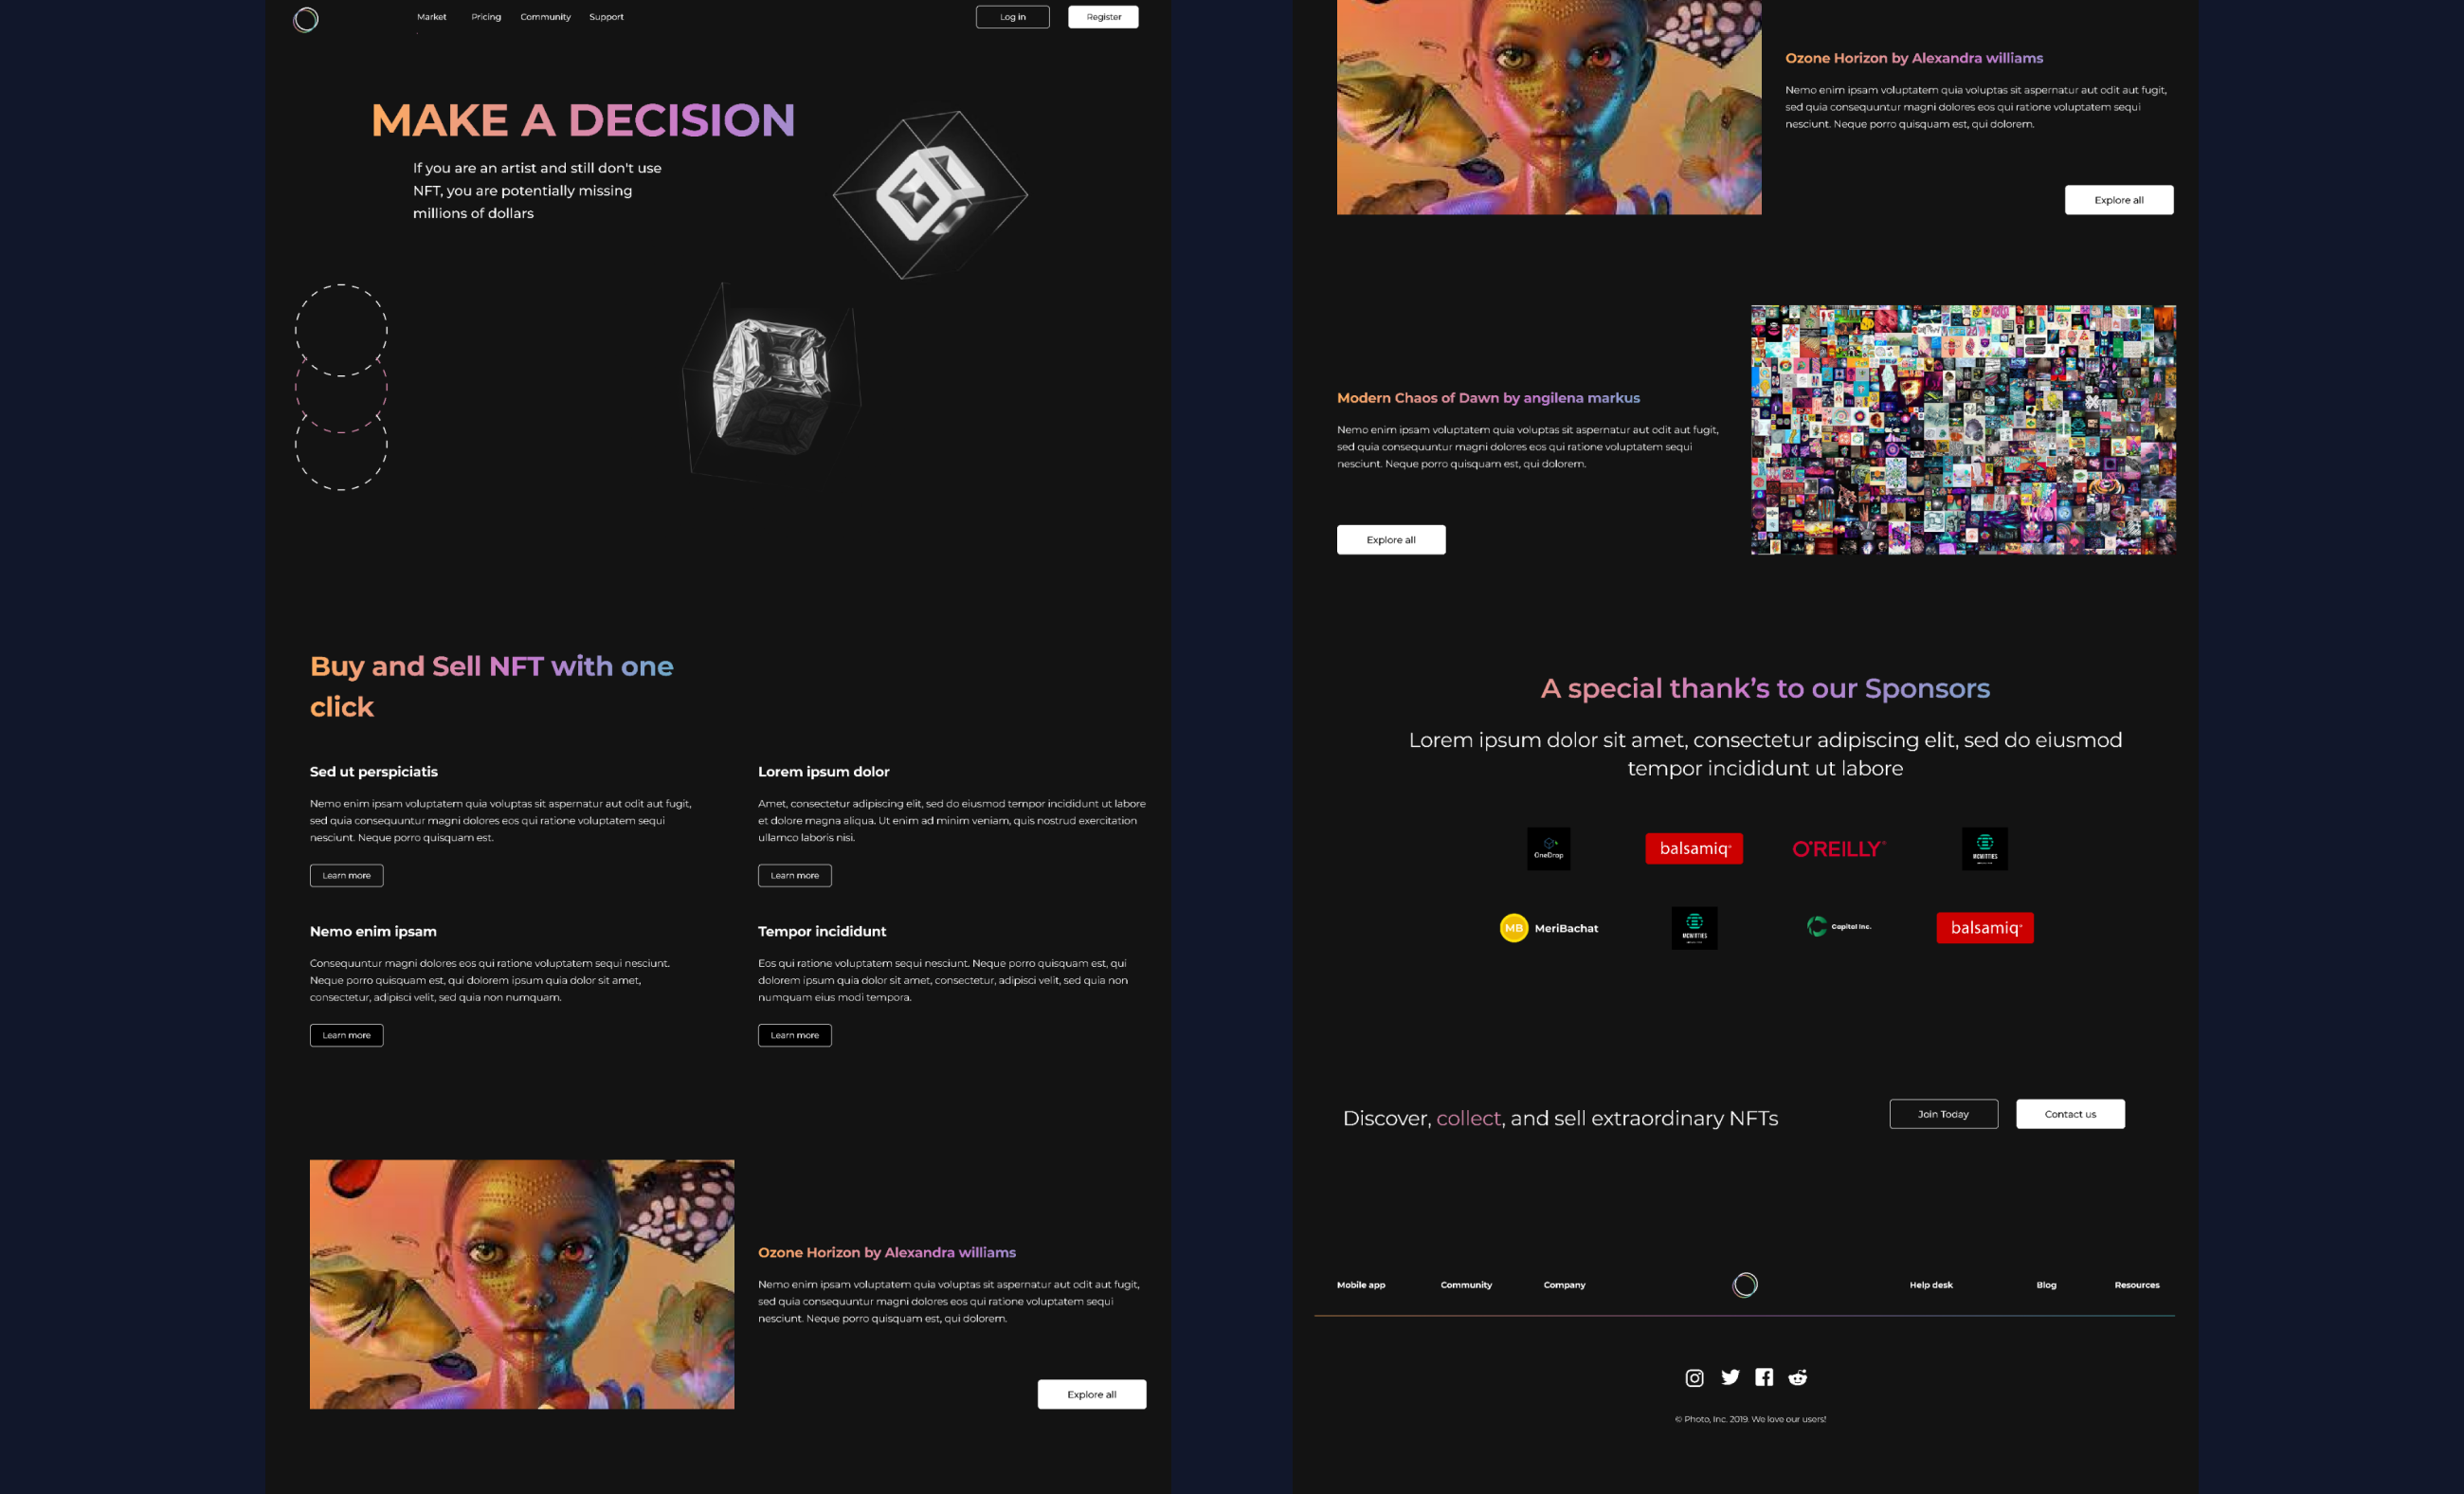 Market Pricing Community Support Log in Register
MAKE A DECISION
If you are an artist and still don't use
NFT, you are potentially missing
millions of dollars
Buy and Sell NFT with one
click
Sed ut perspiciatis
Nemo enim ipsam voluptatem quia voluptas sit aspernatur aut odit aut fugit,
sed quia consequuntur magni dolores eos qui ratione voluptatem sequi
nesciunt. Neque porro quisquam est.
Learn more
Lorem ipsum dolor
Amet, consectetur adipiscing elit, sed do eiusmod tempor incididunt ut labore
et dolore magna aliqua. Ut enim ad minim veniam, quis nostrud exercitation
ullamco laboris nisi.
Learn more
Nemo enim ipsam
Consequuntur magni dolores eos qui ratione voluptatem sequi nesciunt.
Neque porro quisquam est, qui dolorem ipsum quia dolor sit amet,
consectetur, adipisci velit, sed quia non numquam.
Learn more
Tempor incididunt
Eos qui ratione voluptatem sequi nesciunt. Neque porro quisquam est, qui
dolorem ipsum quia dolor sit amet, consectetur, adipisci velit, sed quia non
numquam eius modi tempora.
Learn more
Ozone Horizon by Alexandra williams
Nemo enim ipsam voluptatem quia voluptas sit aspernatur aut odit aut fugit,
sed quia consequuntur magni dolores eos qui ratione voluptatem sequi
nesciunt. Neque porro quisquam est, qui dolorem.
Explore all
Ozone Horizon by Alexandra williams
Nemo enim ipsam voluptatem quia voluptas sit aspernatur aut odit aut fugit,
sed quia consequuntur magni dolores eos qui ratione voluptatem sequi
nesciunt. Neque porro quisquam est, qui dolorem.
Explore all
Modern Chaos of Dawn by angilena markus
Nemo enim ipsam voluptatem quia voluptas sit aspernatur aut odit aut fugit,
sed quia consequuntur magni dolores eos qui ratione voluptatem sequi
nesciunt. Neque porro quisquam est, qui dolorem.
Explore all
A special thank's to our Sponsors
Lorem ipsum dolor sit amet, consectetur adipiscing elit, sed do eiusmod
tempor incididunt ut labore
OneDrop balsamiq O'REILLY
MB MeriBachat Capital Inc. balsamiq
Discover, collect, and sell extraordinary NFTs
Join Today Contact us
Mobile app Community Company Help desk Blog Resources
© Photo, Inc. 2019. We love our users!